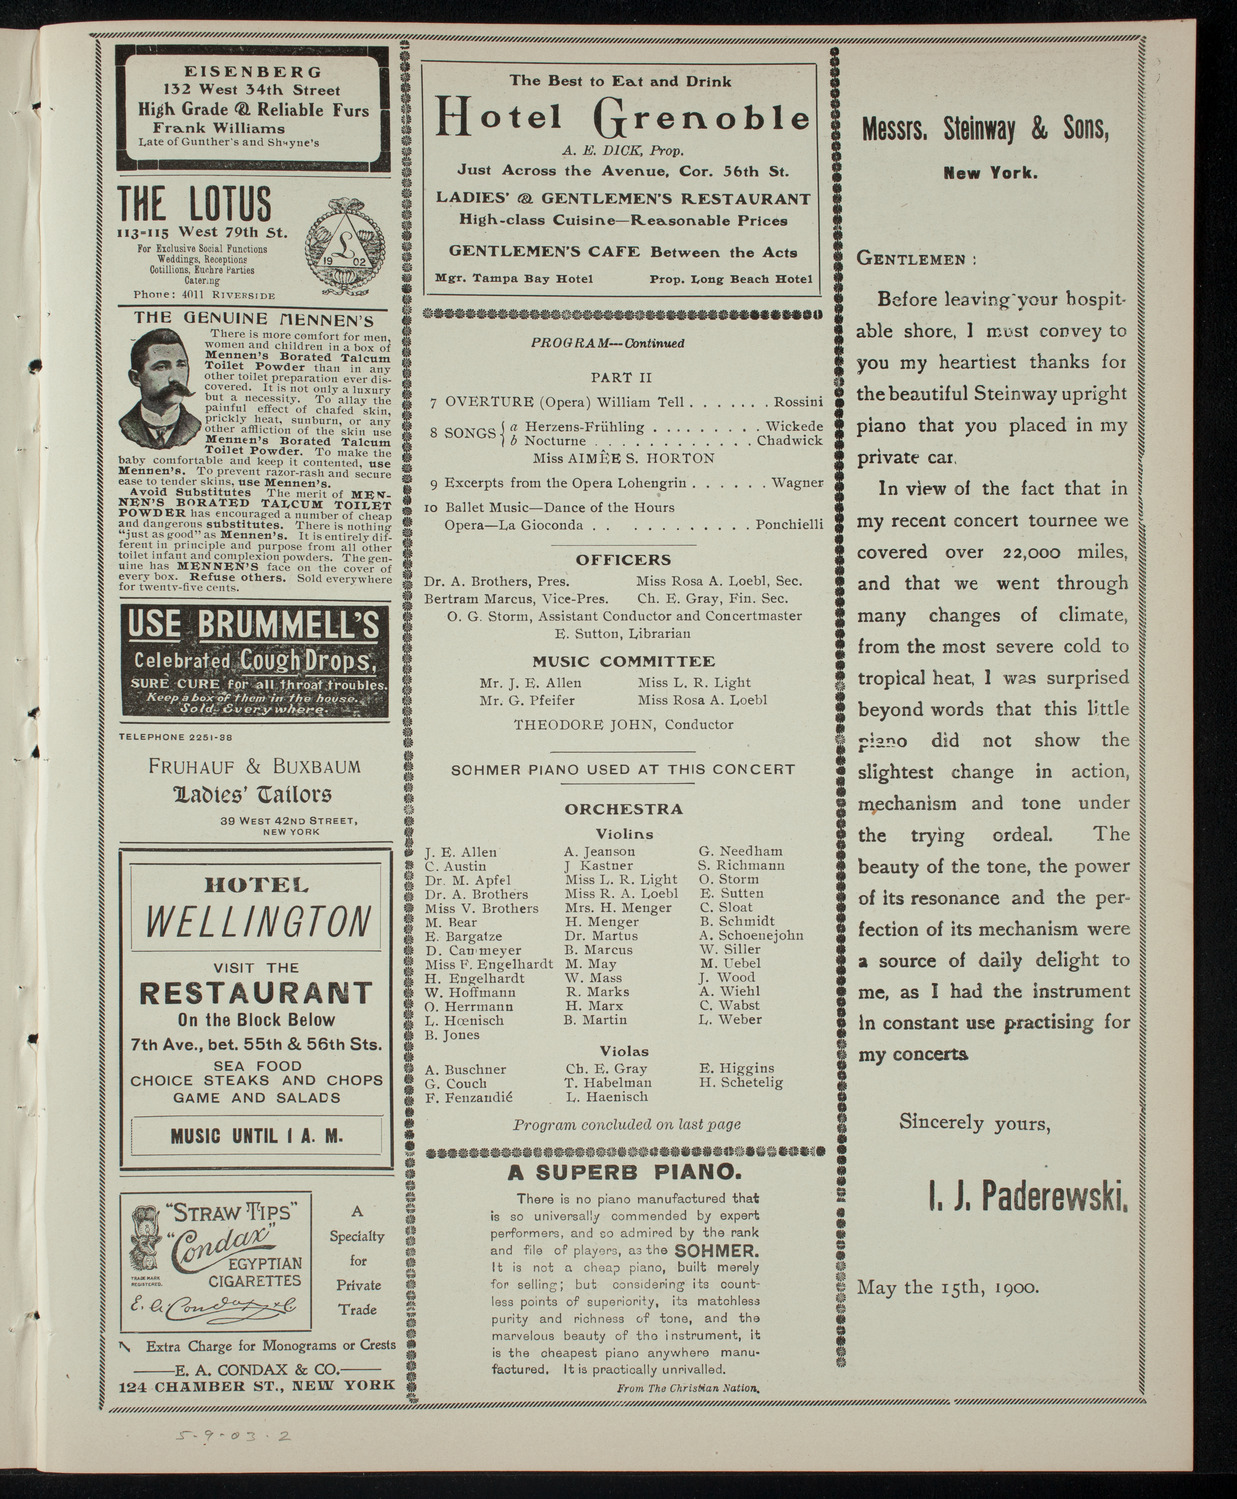 EISENBERG
132 West 34th Street
High Grade & Reliable Furs
Frank Williams
Late of Gunther's and Shayne's
THE LOTUS
113-115 West 79th St.
For Exclusive Social Functions
Weddings, Receptions
Cotillions, Euchre Parties
Catering
Phone: 4011 RIVERSIDE
L
19 02
THE GENUINE MENNEN'S
There is more comfort for men,
women and children in a box of
Mennen's Borated Talcum
Toilet Powder than in any
other toilet preparation ever dis-
covered. It is not only a luxury
but a necessity. To allay the
painful effect of chafed skin,
prickly heat, sunburn, or any
other affliction of the skin use
Mennen's Borated Talcum
Toilet Powder. To make the
baby comfortable and keep it contented, use
Mennen's. To prevent razor-rash and secure
ease to tender skins, use Mennen's.
Avoid Substitutes The merit of MEN-
NEN'S BORATED TALCUM TOILET
POWDER has encouraged a number of cheap
and dangerous substitutes. There is nothing
"just as good" as Mennen's. It is entirely dif-
ferent in principle and purpose from all other
toilet infant and complexion powders. The gen-
uine has MENNEN'S face on the cover of
every box. Refuse others. Sold everywhere
for twenty-five cents.
USE BRUMMELL'S
Celebrated Cough Drops,
SURE CURE for all throat troubles.
Keep a box of them in the house.
Sold Everywhere.
TELEPHONE 2251-38
FRUHAUF & BUXBAUM
Ladies' Tailors
39 WEST 42ND STREET,
NEW YORK
HOTEL
WELLINGTON
VISIT THE
RESTAURANT
On the Block Below
7th Ave., bet. 55th & 56th Sts.
SEA FOOD
CHOICE STEAKS AND CHOPS
GAME AND SALADS
MUSIC UNTIL 1 A. M.
"STRAW TIPS"
"Condax"
EGYPTIAN
CIGARETTES
TRADE MARK
REGISTERED.
E. A. Condax & Co
A
Specialty
for
Private
Trade
Extra Charge for Monograms or Crests
E. A. CONDAX & CO.
124 CHAMBER ST., NEW YORK
The Best to Eat and Drink
Hotel Grenoble
A. E. DICK, Prop.
Just Across the Avenue, Cor. 56th St.
LADIES' & GENTLEMEN'S RESTAURANT
High-class Cuisine—Reasonable Prices
GENTLEMEN'S CAFE Between the Acts
Mgr. Tampa Bay Hotel Prop. Long Beach Hotel
PROGRAM—Continued
PART II
7 OVERTURE (Opera) William Tell . . . . . . . Rossini
8 SONGS { a Herzens-Frühling . . . . . . . . . Wickede
b Nocturne . . . . . . . . . . . . Chadwick
Miss AIMÊE S. HORTON
9 Excerpts from the Opera Lohengrin . . . . . . Wagner
10 Ballet Music—Dance of the Hours
Opera—La Gioconda . . . . . . . . . . . . Ponchielli
OFFICERS
Dr. A. Brothers, Pres. Miss Rosa A. Loebl, Sec.
Bertram Marcus, Vice-Pres. Ch. E. Gray, Fin. Sec.
O. G. Storm, Assistant Conductor and Concertmaster
E. Sutton, Librarian
MUSIC COMMITTEE
Mr. J. E. Allen Miss L. R. Light
Mr. G. Pfeifer Miss Rosa A. Loebl
THEODORE JOHN, Conductor
SOHMER PIANO USED AT THIS CONCERT
ORCHESTRA
Violins
J. E. Allen A. Jeanson G. Needham
C. Austin J Kastner S. Richmann
Dr. M. Apfel Miss L. R. Light O. Storm
Dr. A. Brothers Miss R. A. Loebl E. Sutten
Miss V. Brothers Mrs. H. Menger C. Sloat
M. Bear H. Menger B. Schmidt
E. Bargatze Dr. Martus A. Schoenejohn
D. Canmeyer B. Marcus W. Siller
Miss F. Engelhardt M. May M. Uebel
H. Engelhardt W. Mass J. Wood
W. Hoffmann R. Marks A. Wiehl
O. Herrmann H. Marx C. Wabst
L. Hœnisch B. Martin L. Weber
B. Jones
Violas
A. Buschner Ch. E. Gray E. Higgins
G. Couch T. Habelman H. Schetelig
F. Fenzandié L. Haenisch
Program concluded on last page
A SUPERB PIANO.
There is no piano manufactured that
is so universally commended by expert
performers, and so admired by the rank
and file of players, as the SOHMER.
It is not a cheap piano, built merely
for selling; but considering its count-
less points of superiority, its matchless
purity and richness of tone, and the
marvelous beauty of the instrument, it
is the cheapest piano anywhere manu-
factured. It is practically unrivalled.
From The Christian Nation.
Messrs. Steinway & Sons,
New York.
GENTLEMEN :
Before leaving your hospit-
able shore, I must convey to
you my heartiest thanks for
the beautiful Steinway upright
piano that you placed in my
private car.
In view of the fact that in
my recent concert tournee we
covered over 22,000 miles,
and that we went through
many changes of climate,
from the most severe cold to
tropical heat, I was surprised
beyond words that this little
piano did not show the
slightest change in action,
mechanism and tone under
the trying ordeal. The
beauty of the tone, the power
of its resonance and the per-
fection of its mechanism were
a source of daily delight to
me, as I had the instrument
in constant use practising for
my concerts
Sincerely yours,
I. J. Paderewski.
May the 15th, 1900.
5-9-03.2